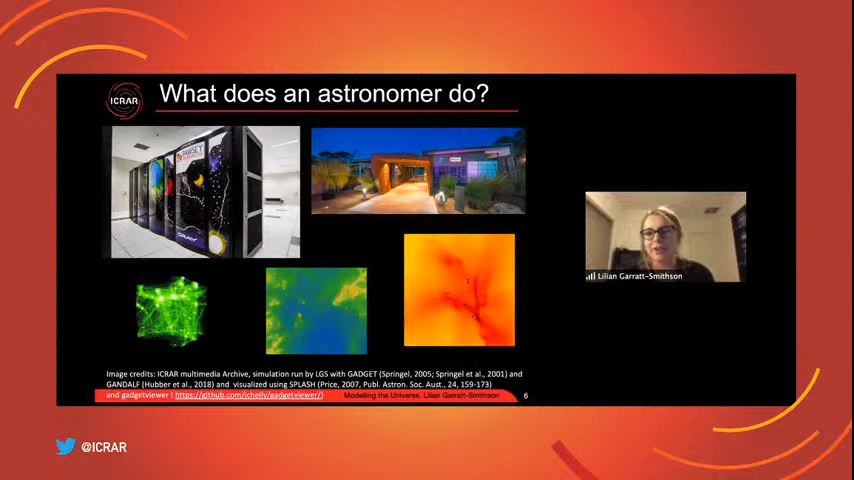 ICRAR
What does an astronomer do?
PAWSEY
CRAY
Lilian Garratt-Smithson
Image credits: ICRAR multimedia Archive, simulation run by LGS with GADGET (Springel, 2005; Springel et al., 2001) and
GANDALF (Hubber et al., 2018) and visualized using SPLASH (Price, 2007, Publ. Astron. Soc. Aust., 24, 159-173)
and gadgetviewer [ https://github.com/jchelly/gadgetviewer/]
Modelling the Universe, Lilian Garratt-Smithson
6
@ICRAR